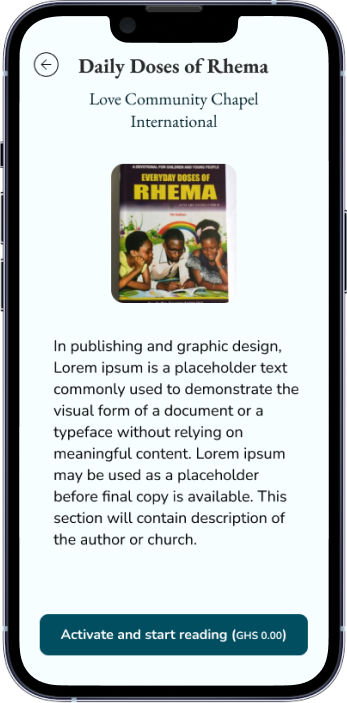 Daily Doses of Rhema
Love Community Chapel
International
A DEVOTIONAL FOR CHILDREN AND YOUNG PEOPLE
EVERYDAY DOSES OF
RHEMA
In publishing and graphic design,
Lorem ipsum is a placeholder text
commonly used to demonstrate the
visual form of a document or a
typeface without relying on
meaningful content. Lorem ipsum
may be used as a placeholder
before final copy is available. This
section will contain description of
the author or church.
Activate and start reading (GHS 0.00)